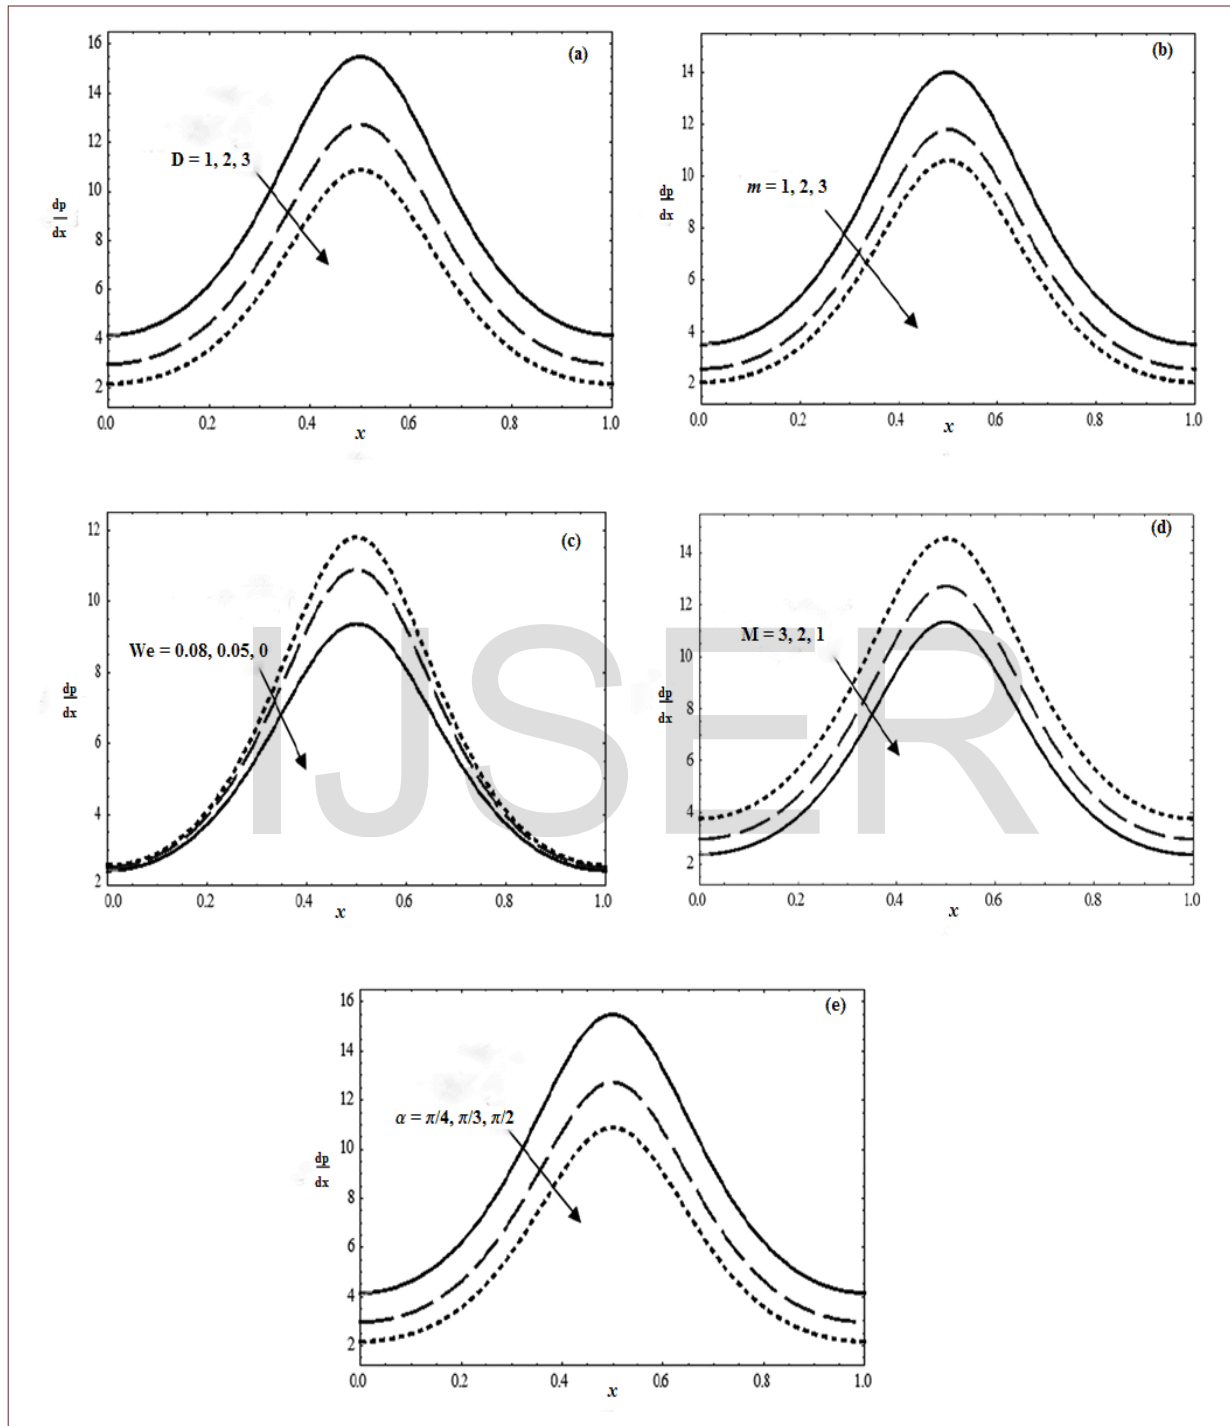 (a)
16
14
12
10
8
6
4
2
D = 1, 2, 3
dp
dx
0.0 0.2 0.4 0.6 0.8 1.0
x
(b)
14
12
10
8
6
4
2
m = 1, 2, 3
dp
dx
0.0 0.2 0.4 0.6 0.8 1.0
x
(c)
12
10
8
6
4
2
We = 0.08, 0.05, 0
dp
dx
0.0 0.2 0.4 0.6 0.8 1.0
x
(d)
14
12
10
8
6
4
2
M = 3, 2, 1
dp
dx
0.0 0.2 0.4 0.6 0.8 1.0
x
IJSER
(e)
16
14
12
10
8
6
4
2
α = π/4, π/3, π/2
dp
dx
0.0 0.2 0.4 0.6 0.8 1.0
x